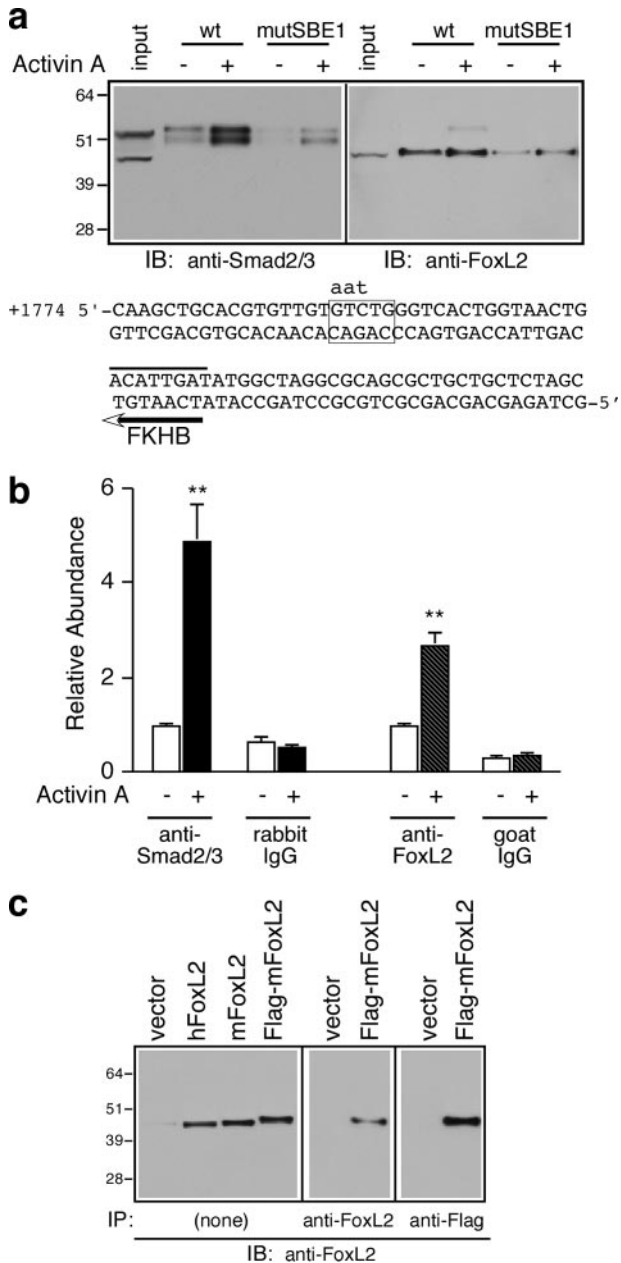 a
wt mutSBE1 wt mutSBE1
input input
Activin A - + - + - + - +
64
51
39
28
IB: anti-Smad2/3 IB: anti-FoxL2
aat
+1774 5'-CAAGCTGCACGTGTTGTGTCTGGGTCACTGGTAACTG
GTTCGACGTGCACAACACAGACCCAGTGACCATTGAC
ACATTGATATGGCTAGGCGCAGCGCTGCTGCTCTAGC
TGTAACTATACCGATCCGCGTCGCGACGACGAGATCG-5'
FKHB
b
Relative Abundance
6
4
2
0
** **
Activin A - + - + - + - +
anti-Smad2/3 rabbit IgG anti-FoxL2 goat IgG
c
vector hFoxL2 mFoxL2 Flag-mFoxL2 vector Flag-mFoxL2 vector Flag-mFoxL2
64
51
39
28
IP: (none) anti-FoxL2 anti-Flag
IB: anti-FoxL2